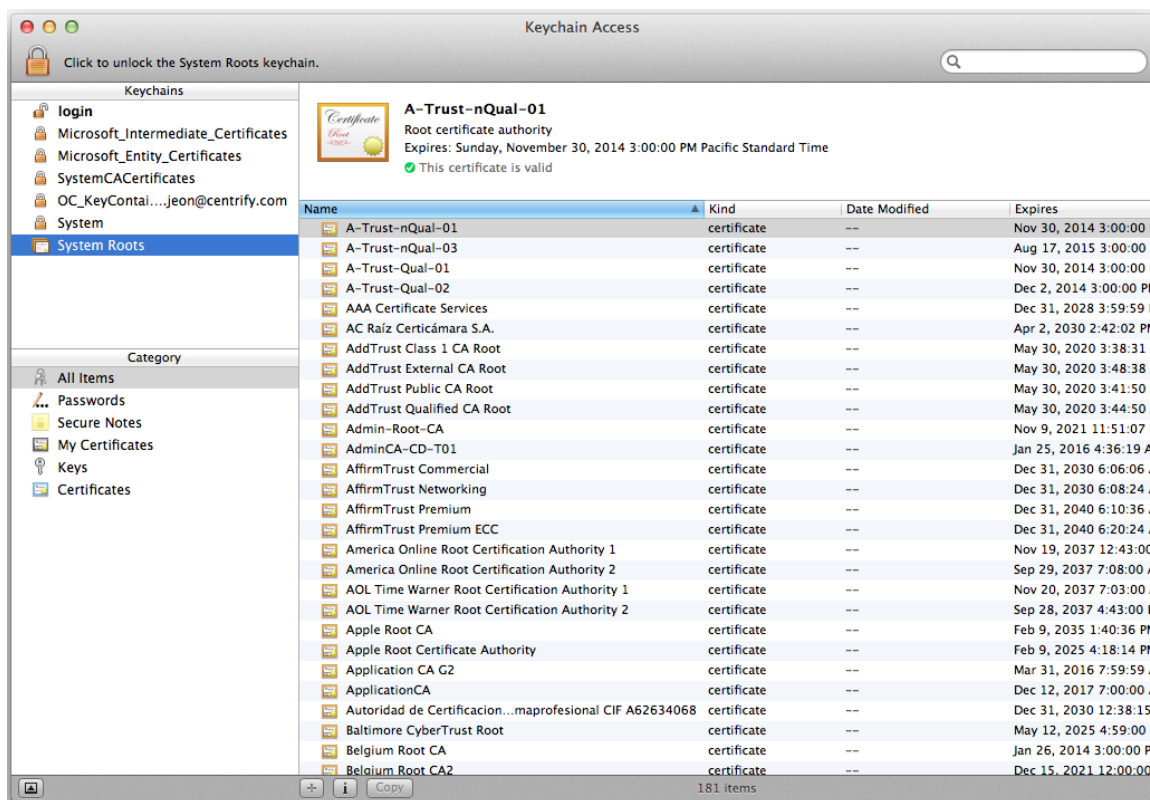 Keychain Access
Click to unlock the System Roots keychain.
Keychains
login
Microsoft_Intermediate_Certificates
Microsoft_Entity_Certificates
SystemCACertificates
OC_KeyContai....jeon@centrify.com
System
System Roots
Category
All Items
Passwords
Secure Notes
My Certificates
Keys
Certificates
Certificate
Root
A-Trust-nQual-01
Root certificate authority
Expires: Sunday, November 30, 2014 3:00:00 PM Pacific Standard Time
This certificate is valid
Name Kind Date Modified Expires
A-Trust-nQual-01 certificate -- Nov 30, 2014 3:00:00
A-Trust-nQual-03 certificate -- Aug 17, 2015 3:00:00
A-Trust-Qual-01 certificate -- Nov 30, 2014 3:00:00
A-Trust-Qual-02 certificate -- Dec 2, 2014 3:00:00 PM
AAA Certificate Services certificate -- Dec 31, 2028 3:59:59
AC Raíz Certicámara S.A. certificate -- Apr 2, 2030 2:42:02 PM
AddTrust Class 1 CA Root certificate -- May 30, 2020 3:38:31
AddTrust External CA Root certificate -- May 30, 2020 3:48:38
AddTrust Public CA Root certificate -- May 30, 2020 3:41:50
AddTrust Qualified CA Root certificate -- May 30, 2020 3:44:50
Admin-Root-CA certificate -- Nov 9, 2021 11:51:07
AdminCA-CD-T01 certificate -- Jan 25, 2016 4:36:19 A
AffirmTrust Commercial certificate -- Dec 31, 2030 6:06:06
AffirmTrust Networking certificate -- Dec 31, 2030 6:08:24
AffirmTrust Premium certificate -- Dec 31, 2040 6:10:36
AffirmTrust Premium ECC certificate -- Dec 31, 2040 6:20:24
America Online Root Certification Authority 1 certificate -- Nov 19, 2037 12:43:00
America Online Root Certification Authority 2 certificate -- Sep 29, 2037 7:08:00
AOL Time Warner Root Certification Authority 1 certificate -- Nov 20, 2037 7:03:00
AOL Time Warner Root Certification Authority 2 certificate -- Sep 28, 2037 4:43:00
Apple Root CA certificate -- Feb 9, 2035 1:40:36 PM
Apple Root Certificate Authority certificate -- Feb 9, 2025 4:18:14 PM
Application CA G2 certificate -- Mar 31, 2016 7:59:59
ApplicationCA certificate -- Dec 12, 2017 7:00:00
Autoridad de Certificacion...maprofesional CIF A62634068 certificate -- Dec 31, 2030 12:38:15
Baltimore CyberTrust Root certificate -- May 12, 2025 4:59:00
Belgium Root CA certificate -- Jan 26, 2014 3:00:00 P
Belgium Root CA2 certificate -- Dec 15, 2021 12:00:00
Copy
181 items